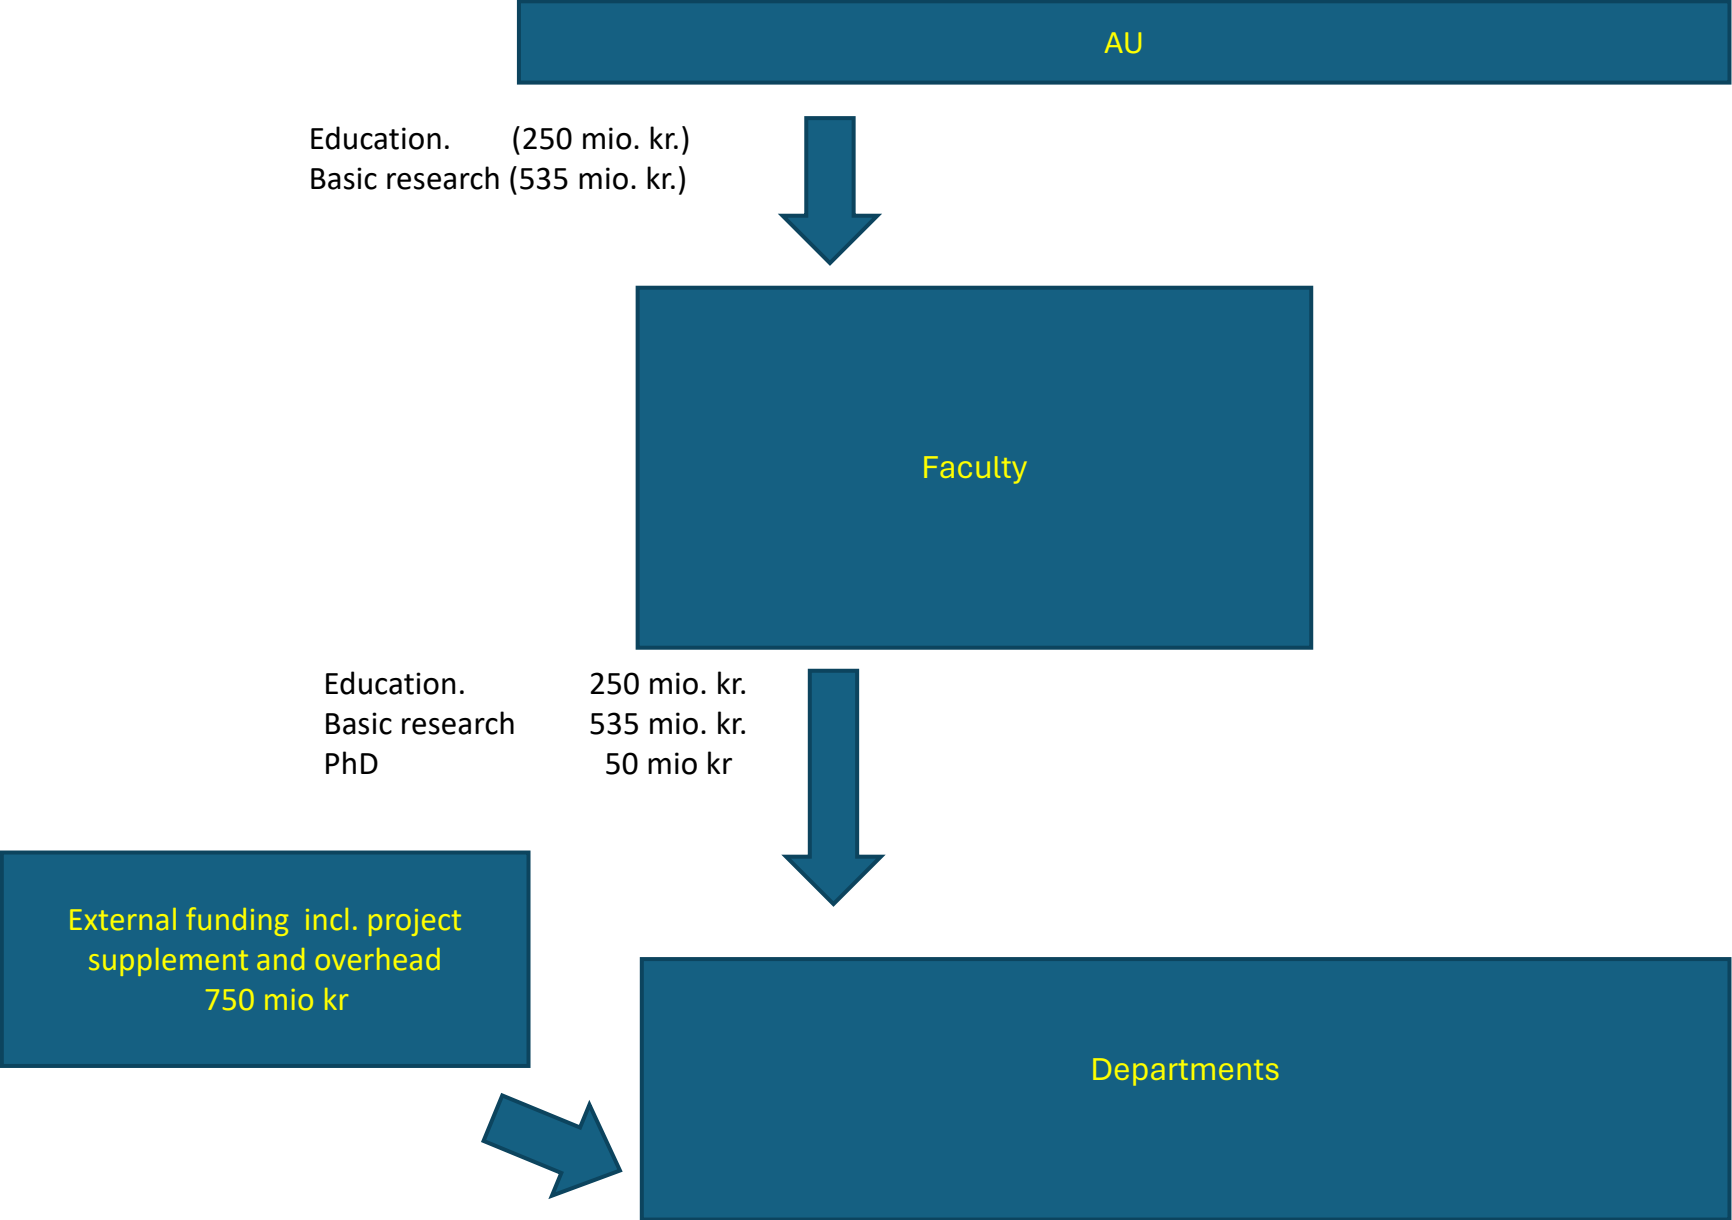 AU
Education. (250 mio. kr.)
Basic research (535 mio. kr.)
Faculty
Education. 250 mio. kr.
Basic research 535 mio. kr.
PhD 50 mio kr
External funding incl. project
supplement and overhead
750 mio kr
Departments